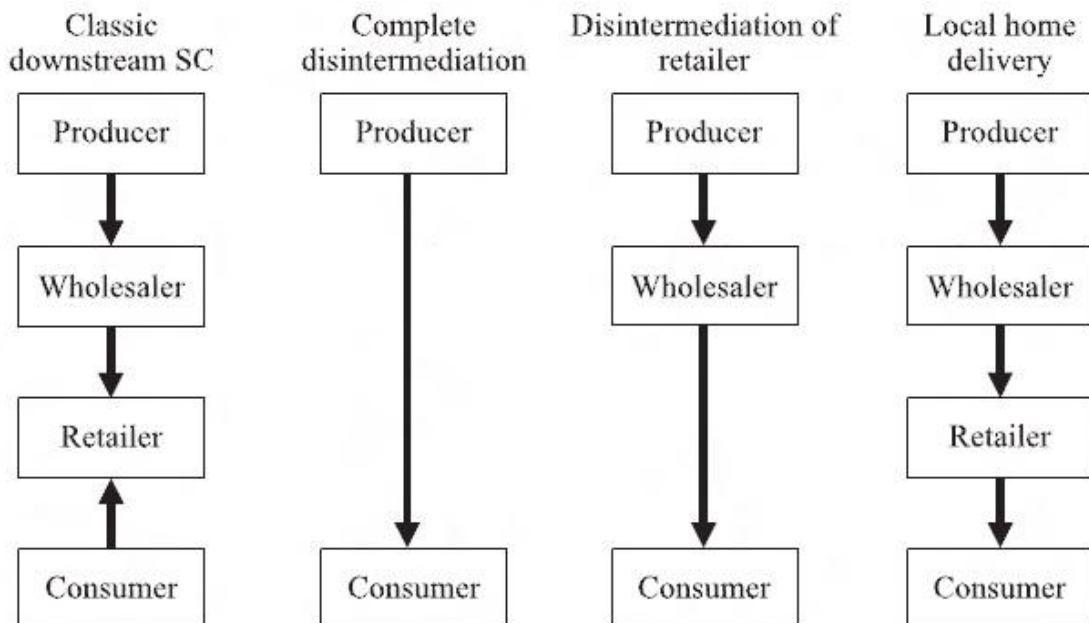 Classic
downstream SC
Complete
disintermediation
Disintermediation of
retailer
Local home
delivery
Producer
Producer
Producer
Producer
Wholesaler
Wholesaler
Wholesaler
Retailer
Retailer
Consumer
Consumer
Consumer
Consumer